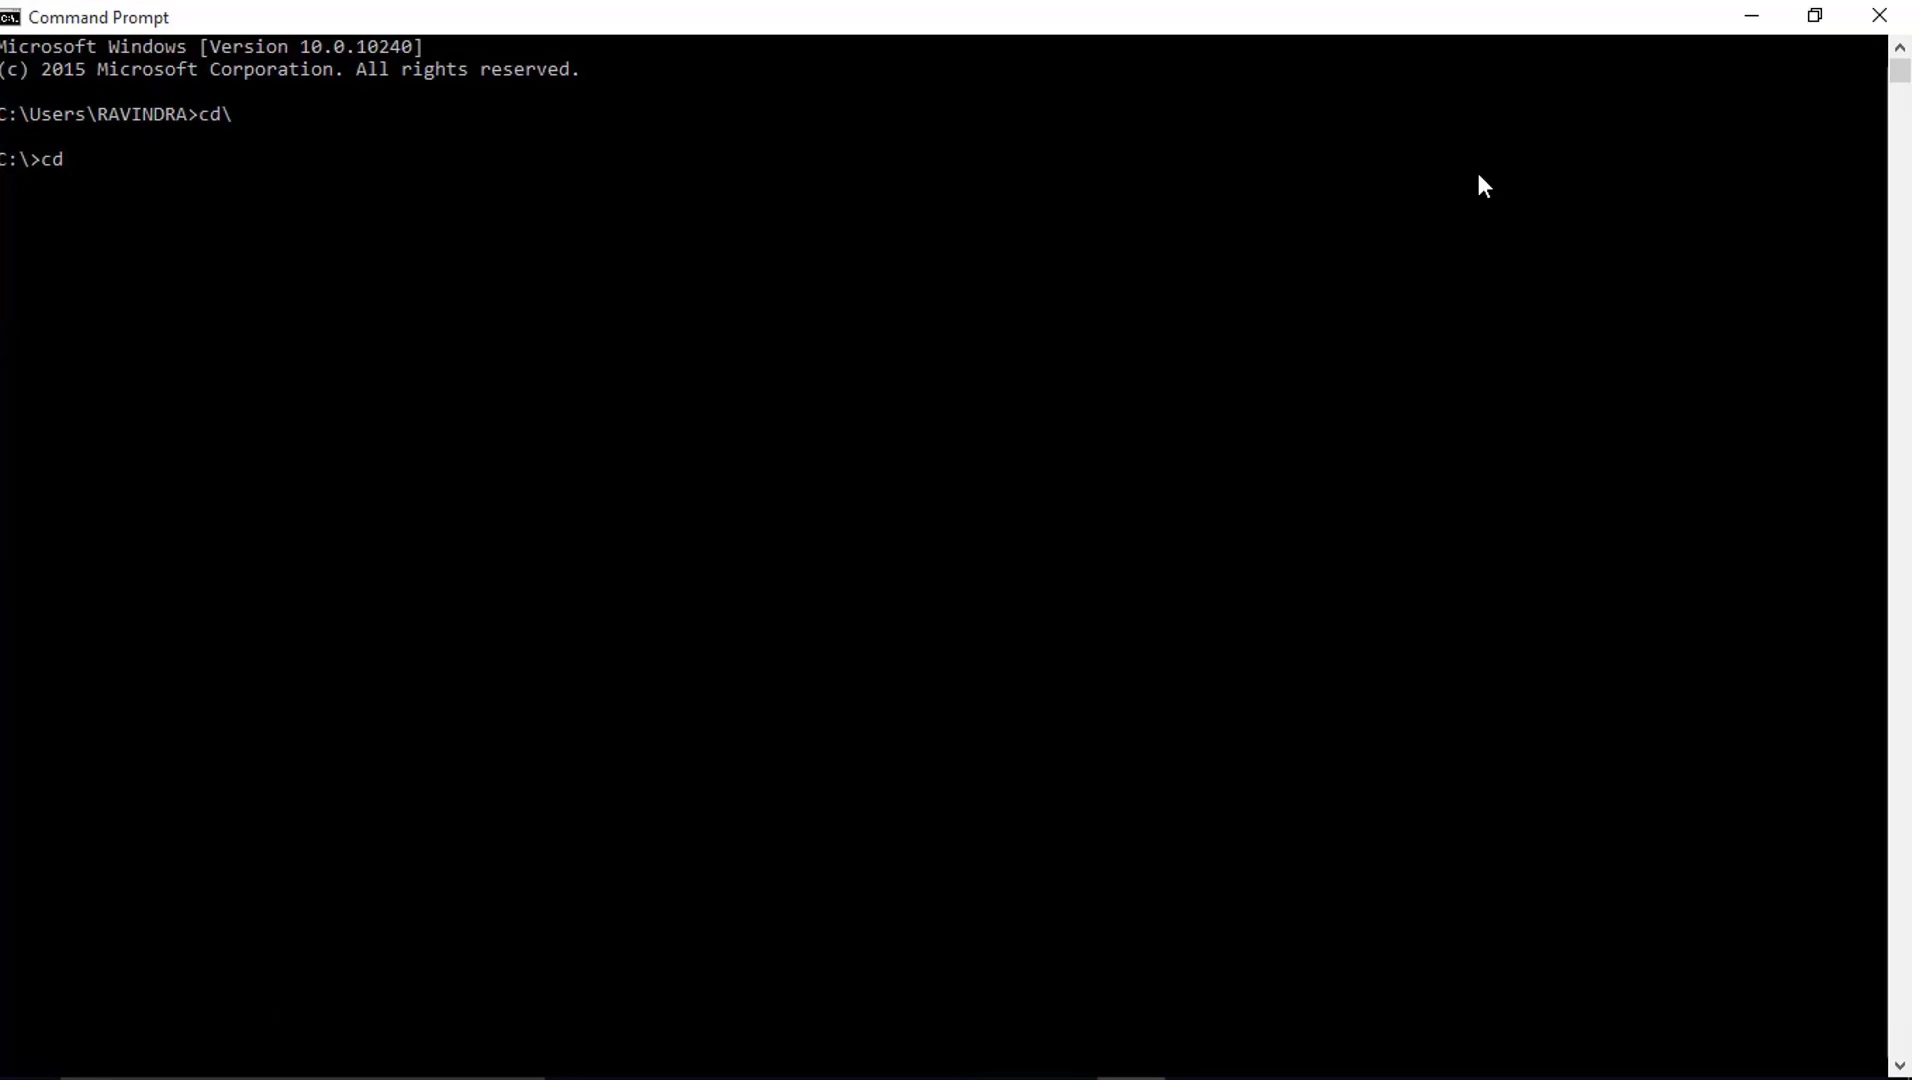 Command Prompt
Microsoft Windows [Version 10.0.10240]
(c) 2015 Microsoft Corporation. All rights reserved.
C:\Users\RAVINDRA>cd\
C:\>cd